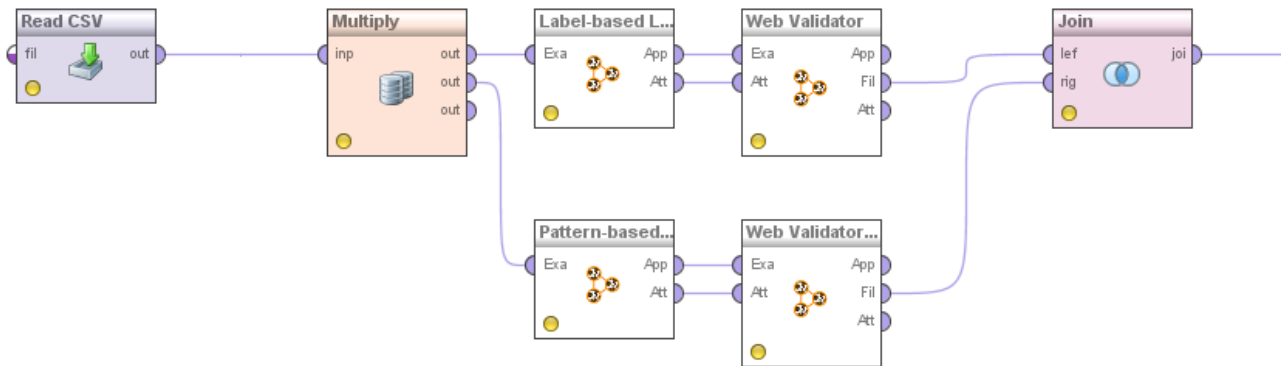 Read CSV
fil out
Multiply
inp out
out
out
Label-based L...
Exa App
Att
Web Validator
Exa App
Att Fil
Att
Join
lef joi
rig
Pattern-based...
Exa App
Att
Web Validator...
Exa App
Att Fil
Att